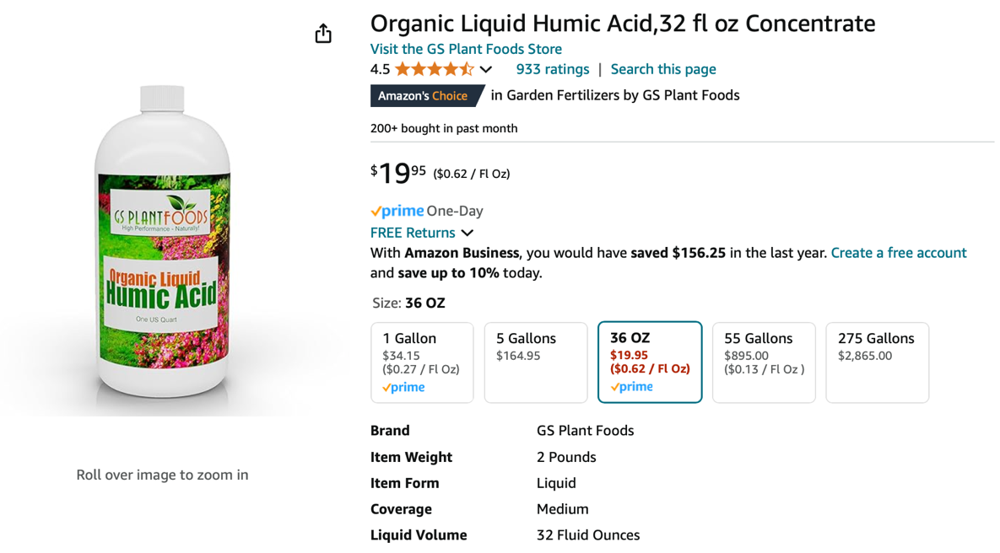 Organic Liquid Humic Acid,32 fl oz Concentrate
Visit the GS Plant Foods Store
4.5
933 ratings | Search this page
Amazon's Choice in Garden Fertilizers by GS Plant Foods
200+ bought in past month
$19.95 ($0.62 / Fl Oz)
prime One-Day
FREE Returns
With Amazon Business, you would have saved $156.25 in the last year. Create a free account
and save up to 10% today.
Size: 36 OZ
1 Gallon
$34.15
($0.27 / Fl Oz)
prime
5 Gallons
$164.95
36 OZ
$19.95
($0.62 / Fl Oz)
prime
55 Gallons
$895.00
($0.13 / Fl Oz )
275 Gallons
$2,865.00
Brand GS Plant Foods
Item Weight 2 Pounds
Item Form Liquid
Coverage Medium
Liquid Volume 32 Fluid Ounces
GS PLANTFOODS
High Performance - Naturally!
Organic Liquid
Humic Acid
One US Quart
Roll over image to zoom in